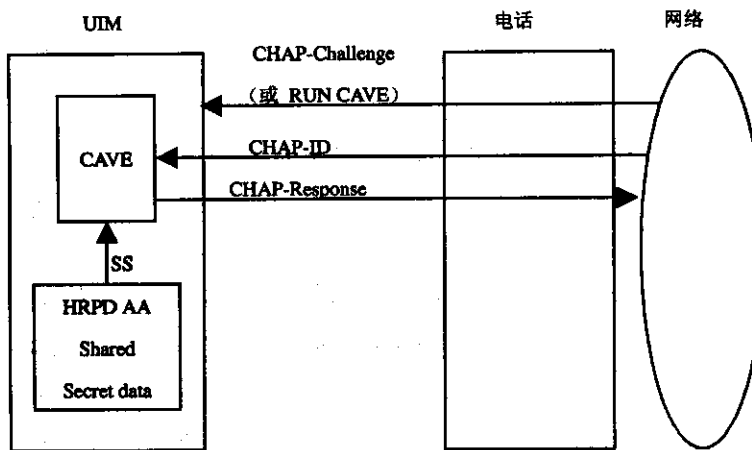 UIM
电话
网络
CHAP-Challenge
（或 RUN CAVE）
CAVE
CHAP-ID
CHAP-Response
SS
HRPD AA
Shared
Secret data